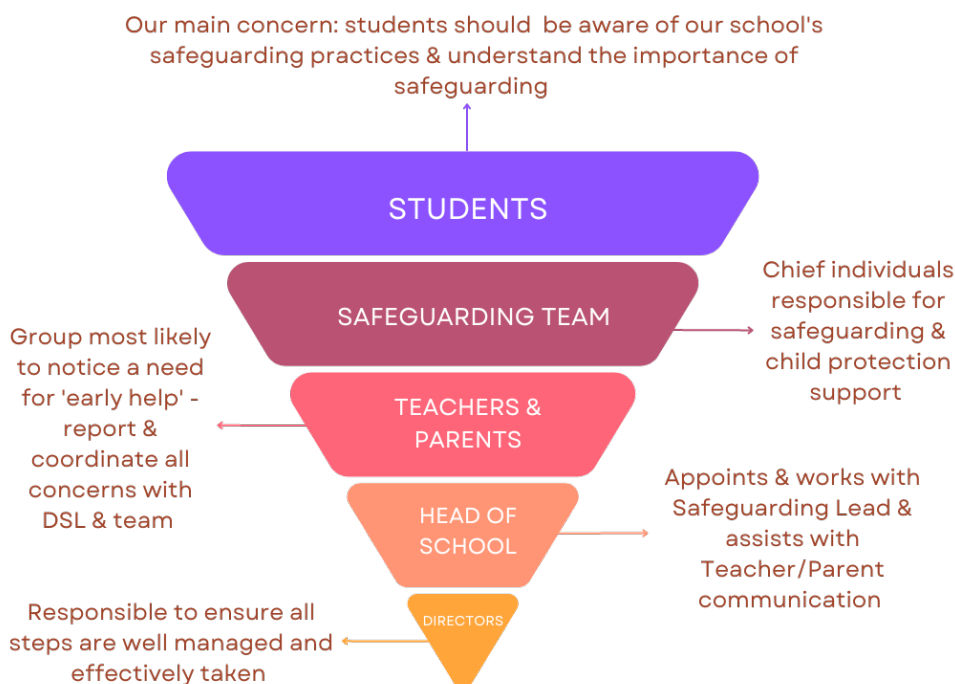 Our main concern: students should be aware of our school's
safeguarding practices & understand the importance of
safeguarding
STUDENTS
SAFEGUARDING TEAM
Chief individuals
responsible for
safeguarding &
child protection
support
Group most likely
to notice a need
for 'early help' -
report &
coordinate all
concerns with
DSL & team
TEACHERS &
PARENTS
HEAD OF
SCHOOL
Appoints & works with
Safeguarding Lead &
assists with
Teacher/Parent
communication
DIRECTORS
Responsible to ensure all
steps are well managed and
effectively taken